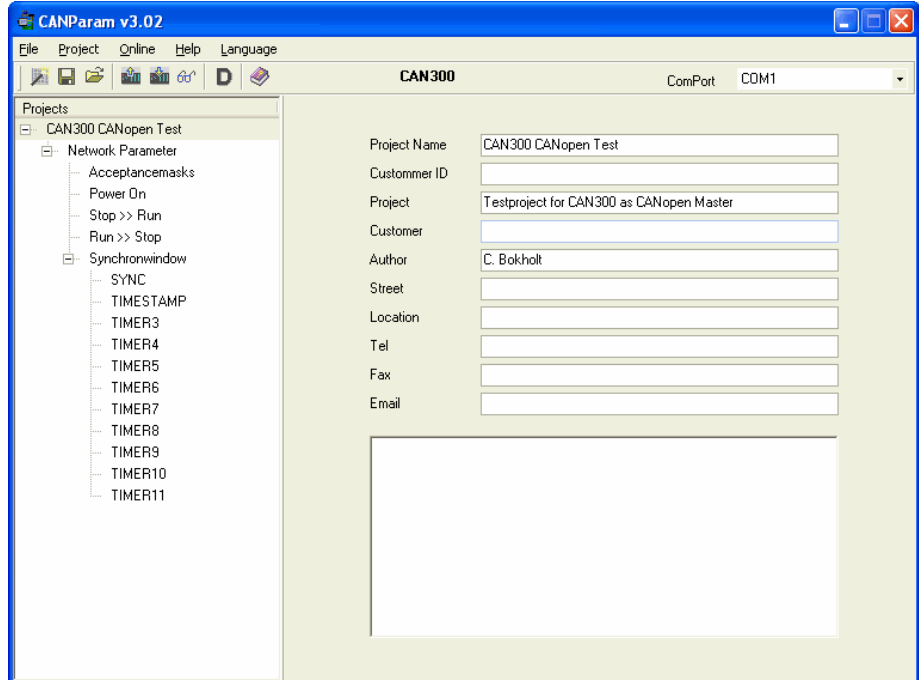 CANParam v3.02
File Project Online Help Language
D CAN300 ComPort COM1
Projects
CAN300 CANopen Test
Network Parameter
Acceptancemasks
Power On
Stop >> Run
Run >> Stop
Synchronwindow
SYNC
TIMESTAMP
TIMER3
TIMER4
TIMER5
TIMER6
TIMER7
TIMER8
TIMER9
TIMER10
TIMER11
Project Name CAN300 CANopen Test
Custommer ID
Project Testproject for CAN300 as CANopen Master
Customer
Author C. Bokholt
Street
Location
Tel
Fax
Email